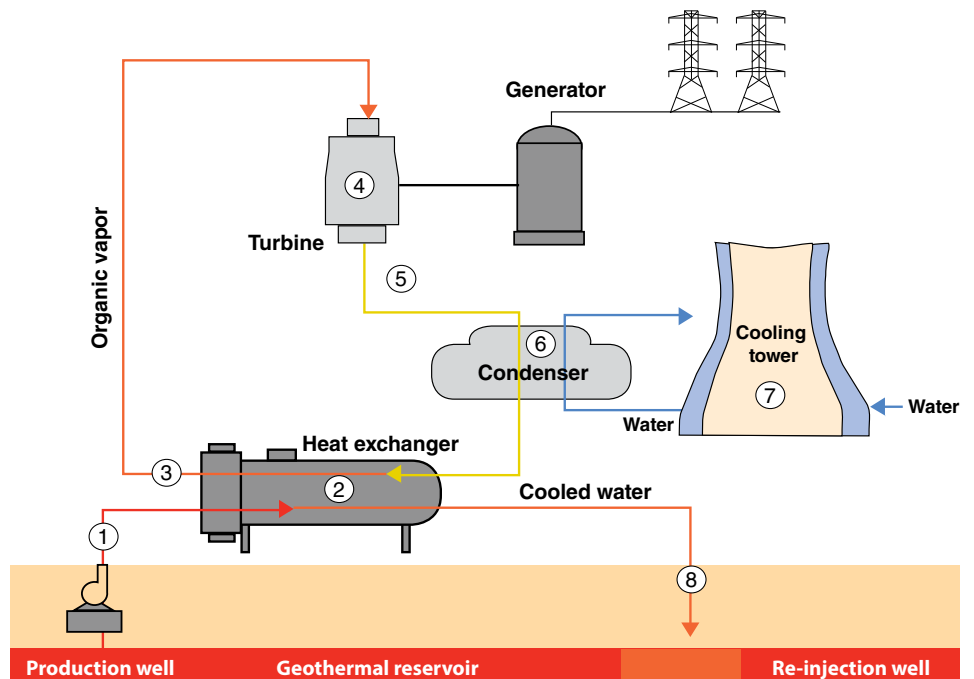 Generator
4
Turbine
Organic vapor
5
6
Condenser
Cooling
tower
7
Water
Water
Heat exchanger
3
2
Cooled water
1
8
Production well
Geothermal reservoir
Re-injection well